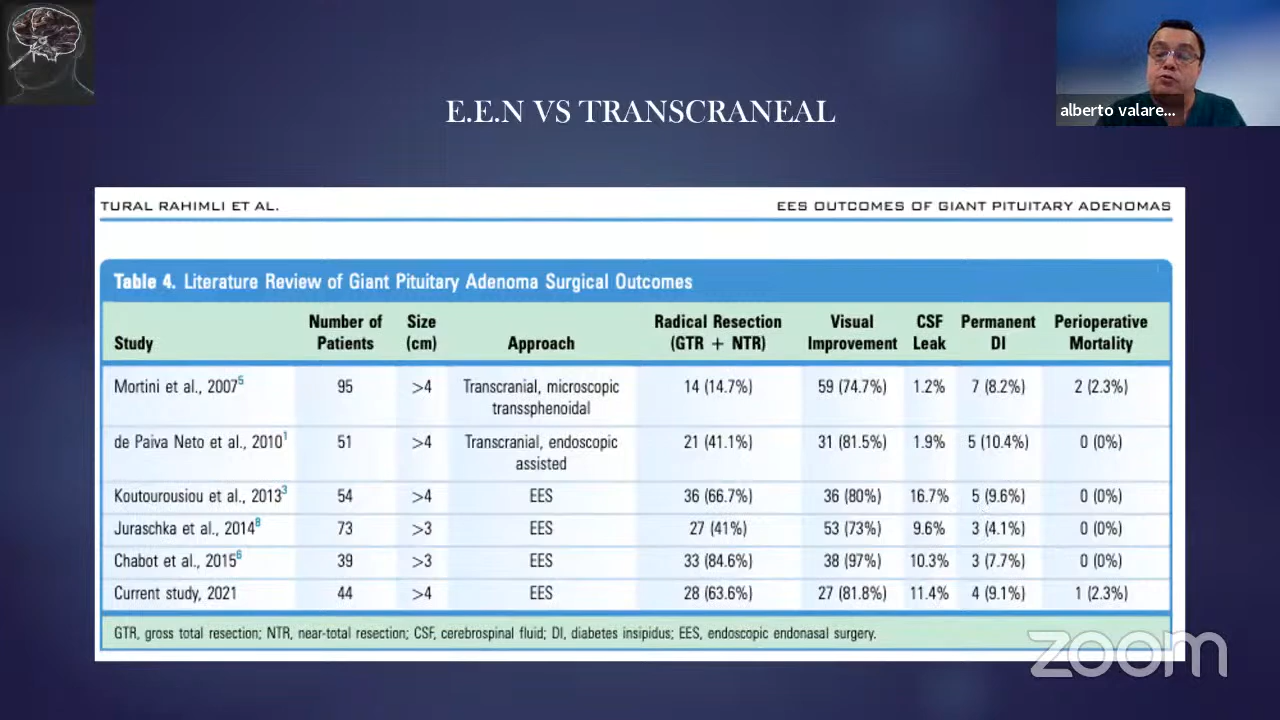 alberto valare...
E.E.N VS TRANSCRANEAL
TURAL RAHIMLI ET AL. EES OUTCOMES OF GIANT PITUITARY ADENOMAS
Table 4. Literature Review of Giant Pituitary Adenoma Surgical Outcomes
Study Number of Patients Size (cm) Approach Radical Resection (GTR + NTR) Visual Improvement CSF Leak Permanent DI Perioperative Mortality
Mortini et al., 2007⁵ 95 >4 Transcranial, microscopic transsphenoidal 14 (14.7%) 59 (74.7%) 1.2% 7 (8.2%) 2 (2.3%)
de Paiva Neto et al., 2010¹ 51 >4 Transcranial, endoscopic assisted 21 (41.1%) 31 (81.5%) 1.9% 5 (10.4%) 0 (0%)
Koutourousiou et al., 2013³ 54 >4 EES 36 (66.7%) 36 (80%) 16.7% 5 (9.6%) 0 (0%)
Juraschka et al., 2014⁸ 73 >3 EES 27 (41%) 53 (73%) 9.6% 3 (4.1%) 0 (0%)
Chabot et al., 2015⁶ 39 >3 EES 33 (84.6%) 38 (97%) 10.3% 3 (7.7%) 0 (0%)
Current study, 2021 44 >4 EES 28 (63.6%) 27 (81.8%) 11.4% 4 (9.1%) 1 (2.3%)
GTR, gross total resection; NTR, near-total resection; CSF, cerebrospinal fluid; DI, diabetes insipidus; EES, endoscopic endonasal surgery.
zoom